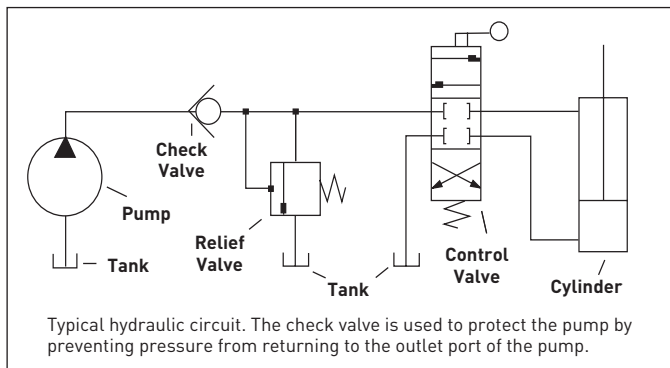 Check
Valve
Pump
Tank
Relief
Valve
Tank
Control
Valve
Cylinder
Typical hydraulic circuit. The check valve is used to protect the pump by
preventing pressure from returning to the outlet port of the pump.